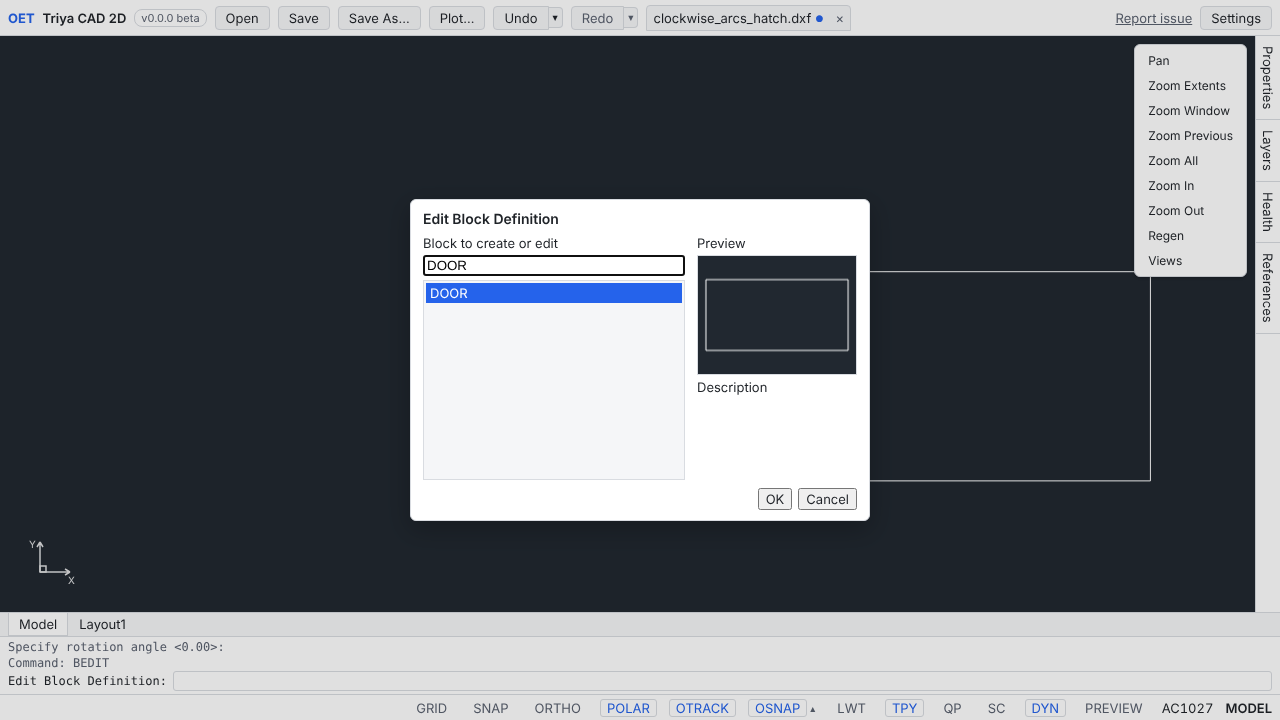 OET Triya CAD 2D v0.0.0 beta Open Save Save As... Plot... Undo ▾ Redo ▾ clockwise_arcs_hatch.dxf ● × Report issue Settings
Pan
Zoom Extents
Zoom Window
Zoom Previous
Zoom All
Zoom In
Zoom Out
Regen
Views
Properties
Layers
Health
References
Edit Block Definition
Block to create or edit
DOOR
DOOR
Preview
Description
OK Cancel
Y
X
Model Layout1
Specify rotation angle <0.00>:
Command: BEDIT
Edit Block Definition:
GRID SNAP ORTHO POLAR OTRACK OSNAP ▴ LWT TPY QP SC DYN PREVIEW AC1027 MODEL